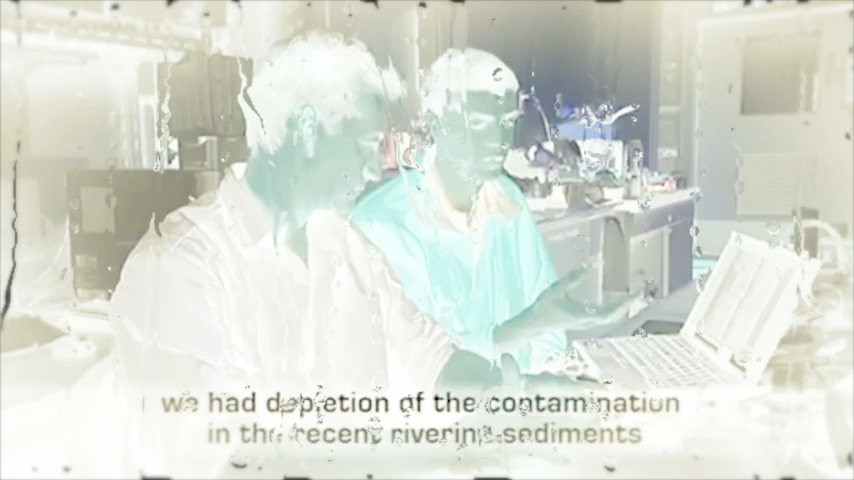 we had depletion of the contamination
in the recent riverine sediments